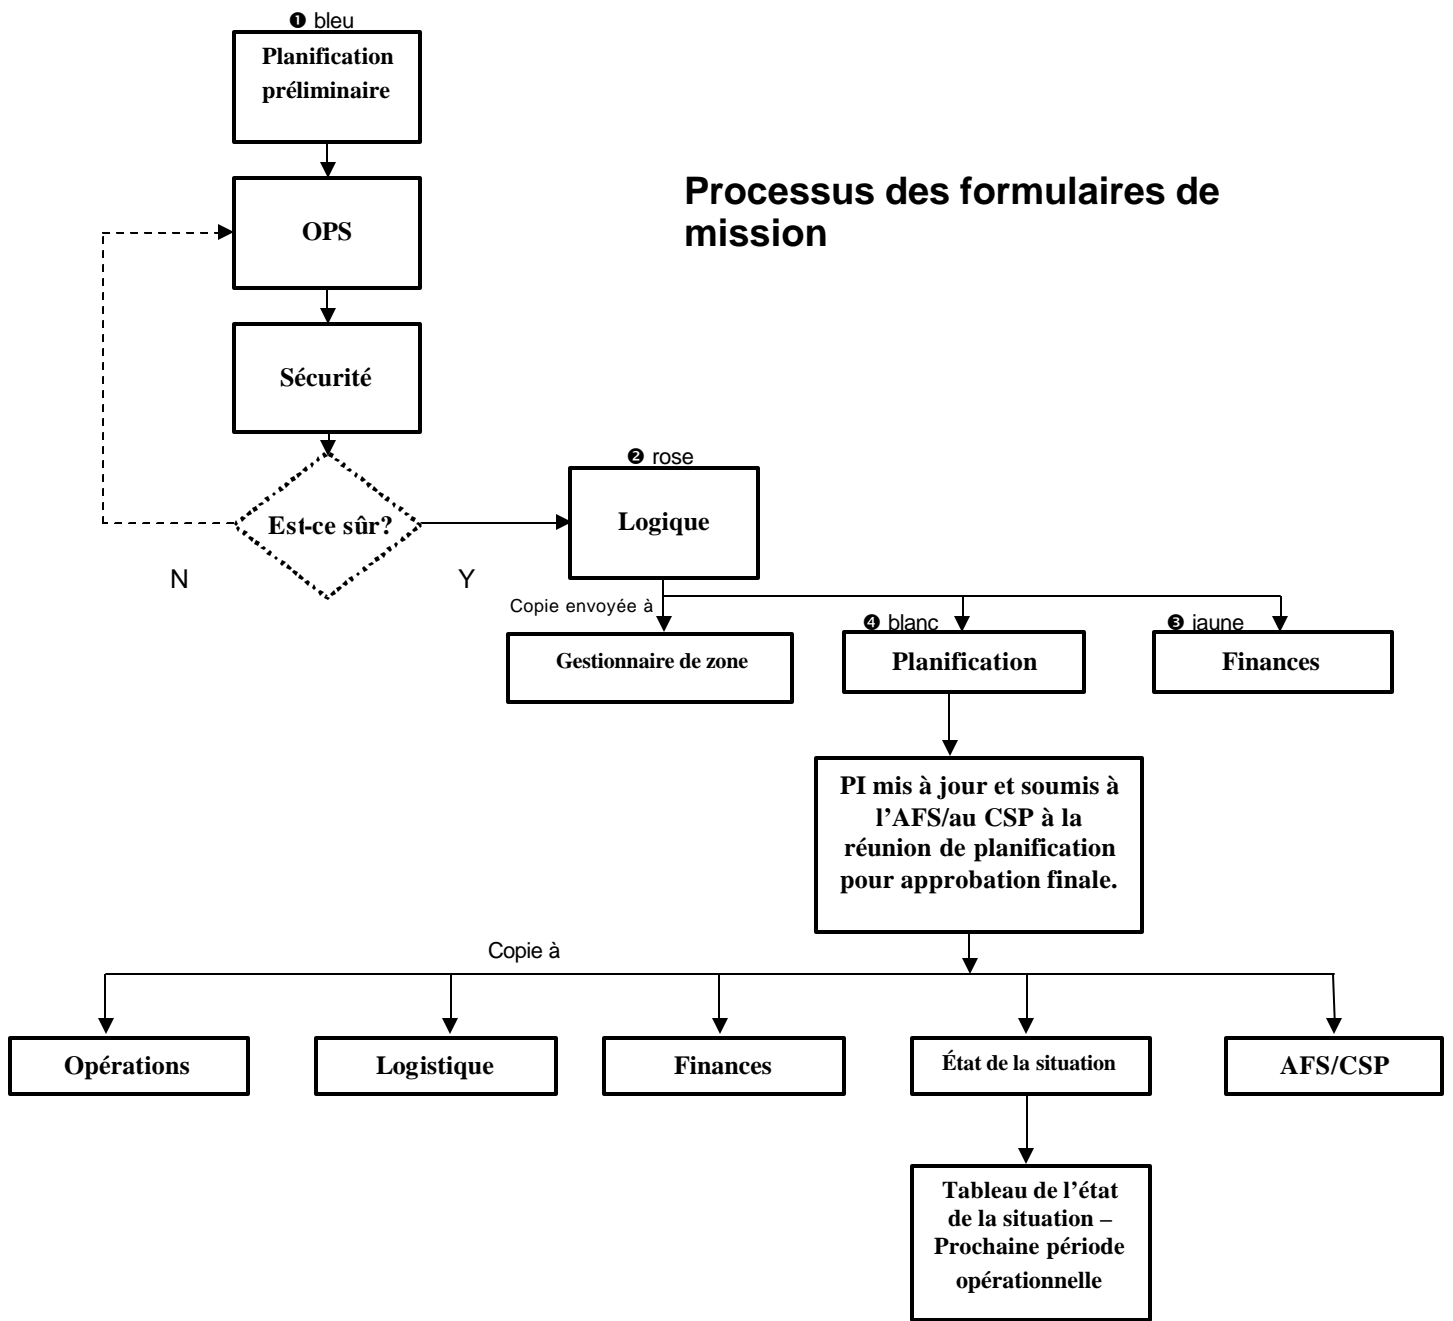 ❶ bleu
Planification
préliminaire
Processus des formulaires de
mission
OPS
Sécurité
❷ rose
Est-ce sûr?
Logique
N
Y
Copie envoyée à
❹ blanc
❸ jaune
Gestionnaire de zone
Planification
Finances
PI mis à jour et soumis à
l’AFS/au CSP à la
réunion de planification
pour approbation finale.
Copie à
Opérations
Logistique
Finances
État de la situation
AFS/CSP
Tableau de l’état
de la situation –
Prochaine période
opérationnelle